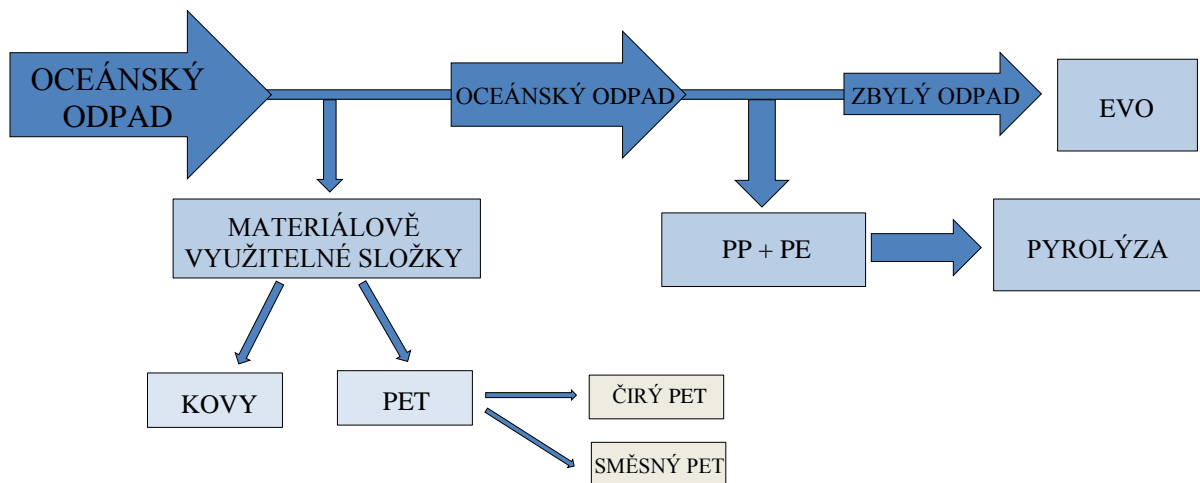 OCEÁNSKÝ
ODPAD
OCEÁNSKÝ ODPAD
ZBYLÝ ODPAD
EVO
MATERIÁLOVĚ
VYUŽITELNÉ SLOŽKY
PP + PE
PYROLÝZA
KOVY
PET
ČIRÝ PET
SMĚSNÝ PET